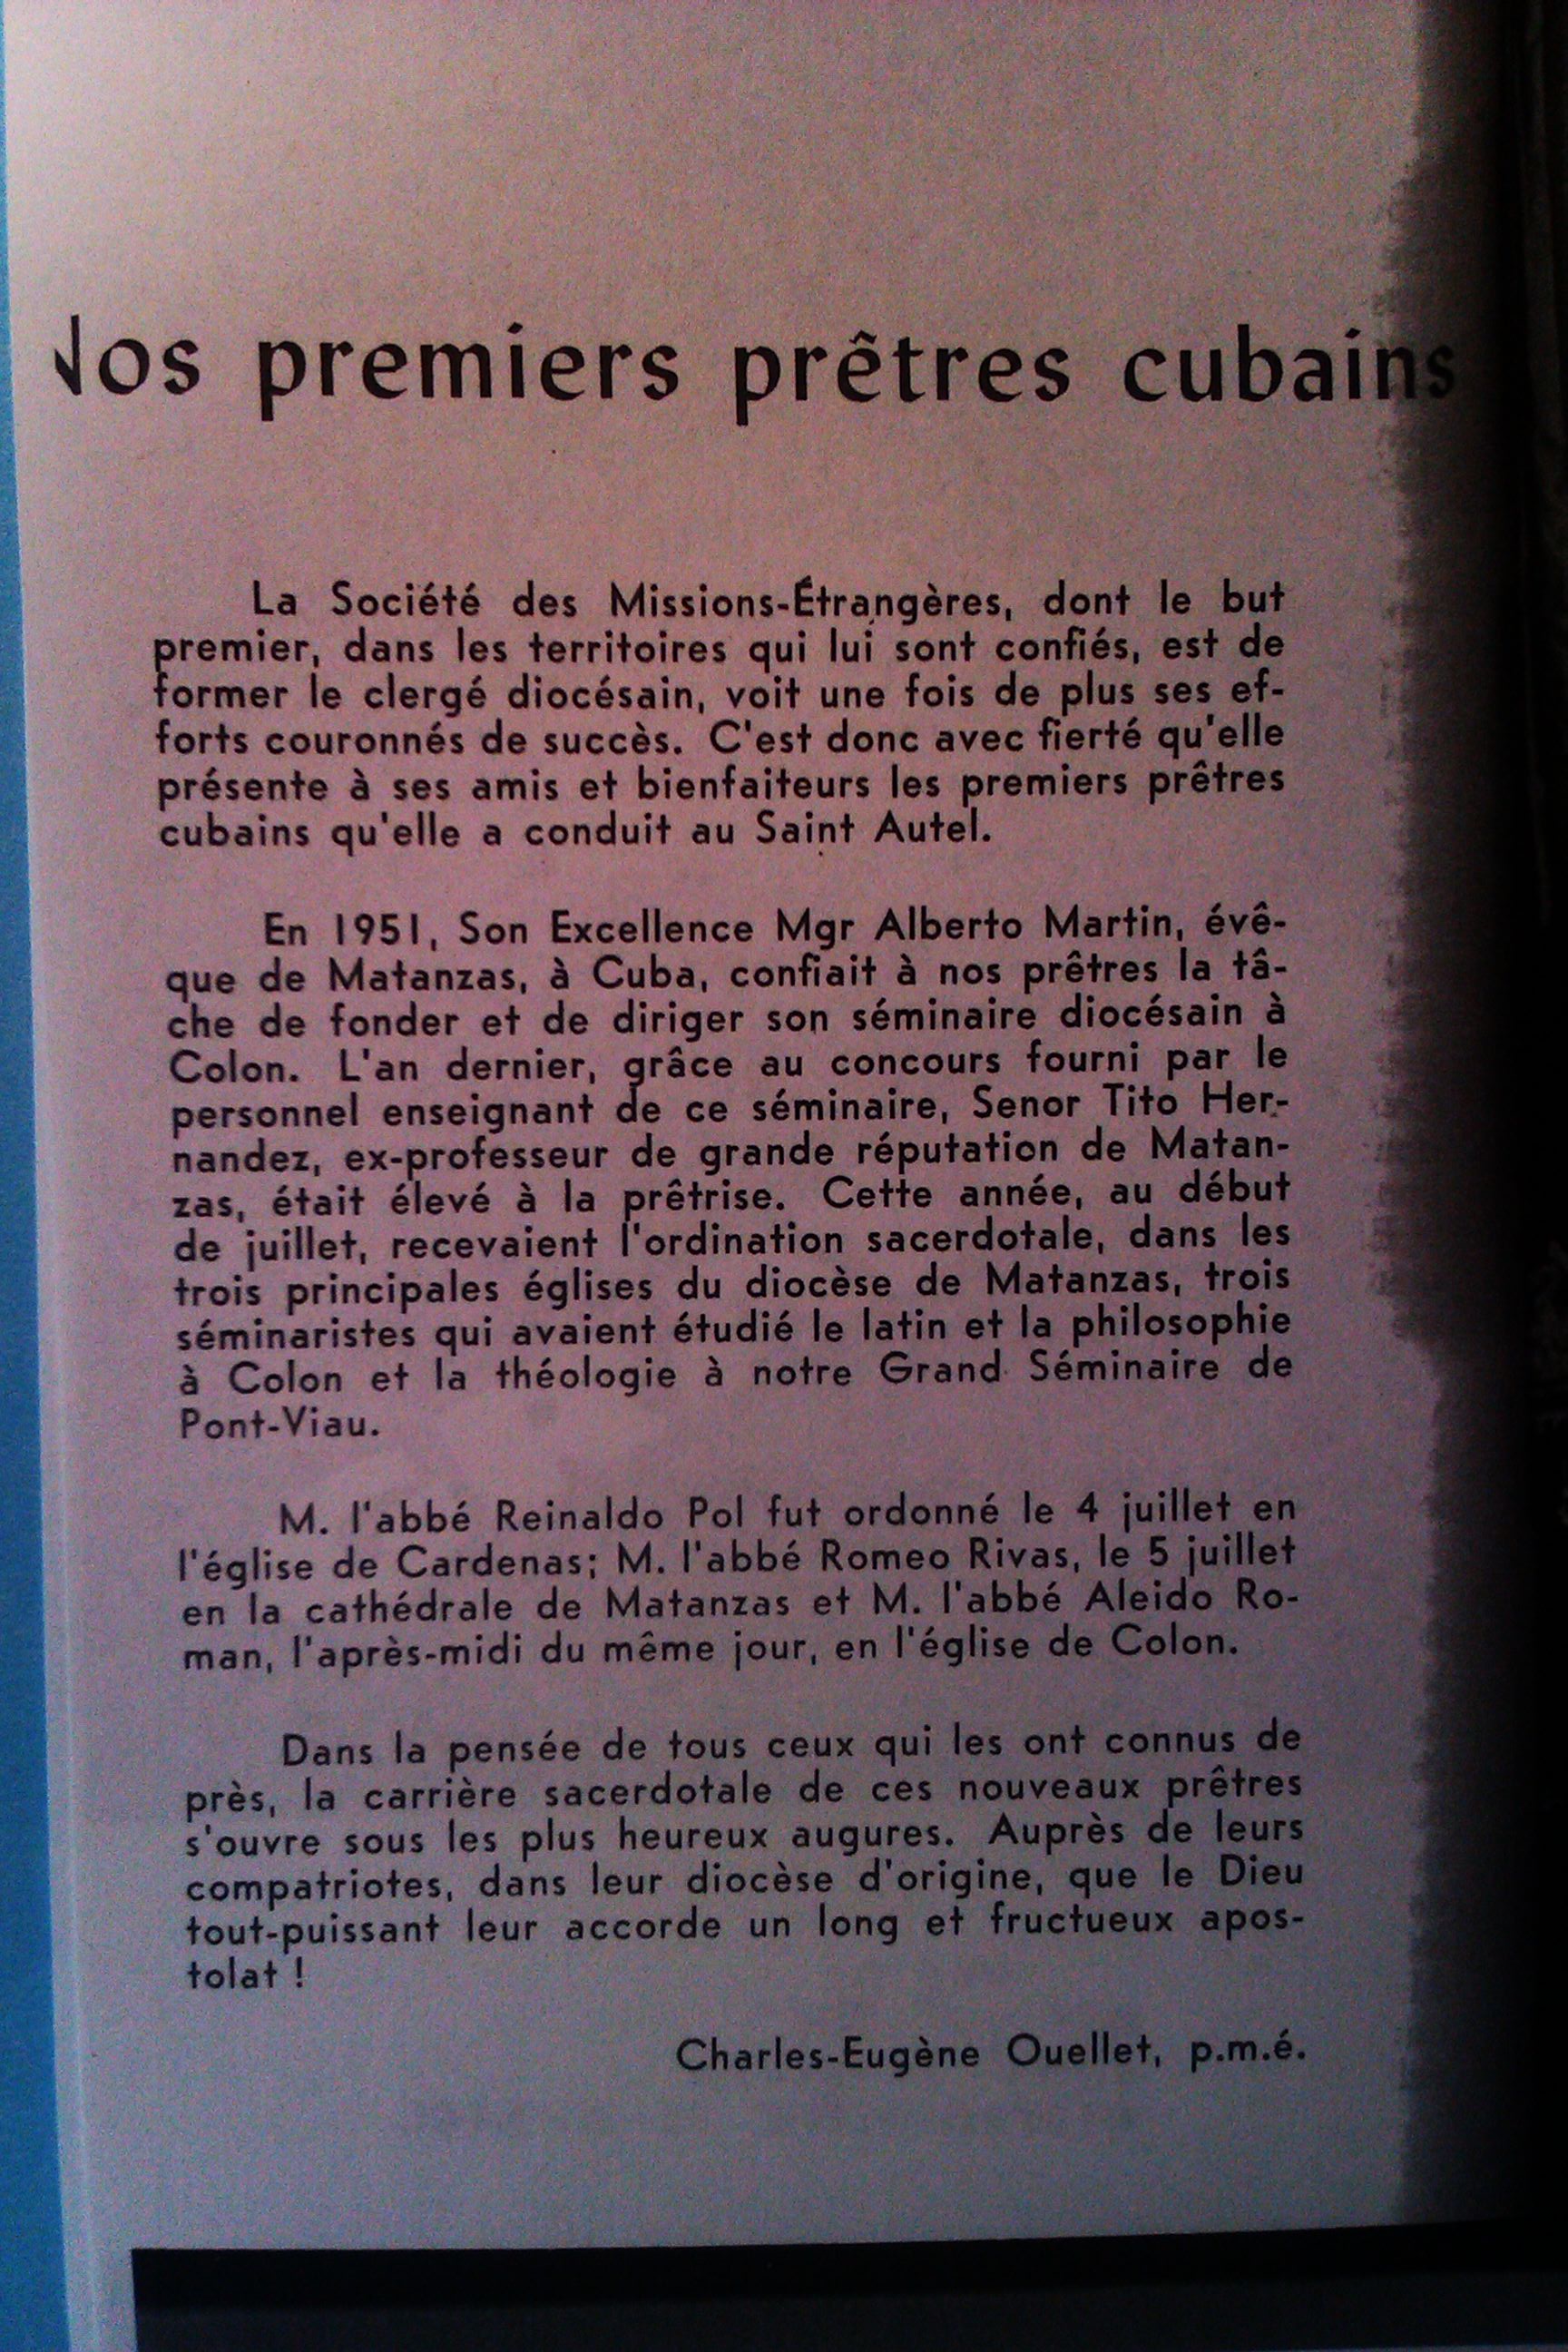 Nos premiers prêtres cubains
La Société des Missions-Étrangères, dont le but
premier, dans les territoires qui lui sont confiés, est de
former le clergé diocésain, voit une fois de plus ses ef-
forts couronnés de succès. C'est donc avec fierté qu'elle
présente à ses amis et bienfaiteurs les premiers prêtres
cubains qu'elle a conduit au Saint Autel.
En 1951, Son Excellence Mgr Alberto Martin, évê-
que de Matanzas, à Cuba, confiait à nos prêtres la tâ-
che de fonder et de diriger son séminaire diocésain à
Colon. L'an dernier, grâce au concours fourni par le
personnel enseignant de ce séminaire, Senor Tito Her-
nandez, ex-professeur de grande réputation de Matan-
zas, était élevé à la prêtrise. Cette année, au début
de juillet, recevaient l'ordination sacerdotale, dans les
trois principales églises du diocèse de Matanzas, trois
séminaristes qui avaient étudié le latin et la philosophie
à Colon et la théologie à notre Grand Séminaire de
Pont-Viau.
M. l'abbé Reinaldo Pol fut ordonné le 4 juillet en
l'église de Cardenas; M. l'abbé Romeo Rivas, le 5 juillet
en la cathédrale de Matanzas et M. l'abbé Aleido Ro-
man, l'après-midi du même jour, en l'église de Colon.
Dans la pensée de tous ceux qui les ont connus de
près, la carrière sacerdotale de ces nouveaux prêtres
s'ouvre sous les plus heureux augures. Auprès de leurs
compatriotes, dans leur diocèse d'origine, que le Dieu
tout-puissant leur accorde un long et fructueux apos-
tolat !
Charles-Eugène Ouellet, p.m.é.